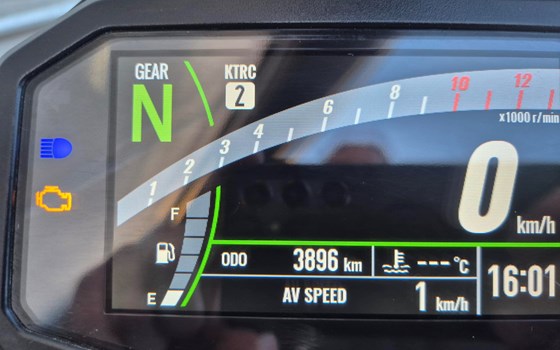 GEAR
N
KTRC
2
1 2 3 4 6 8 10 12
x1000 r/min
0 km/h
F
E
ODO 3896 km
---°C
AV SPEED 1 km/h
16:01